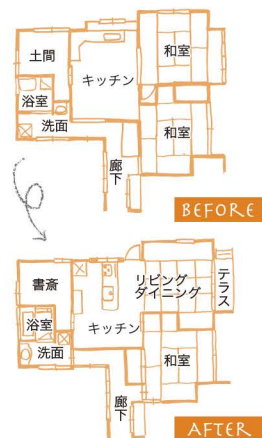 土間
キッチン
和室
浴室
洗面
和室
廊下
BEFORE
書斎
リビング
ダイニング
テラス
浴室
キッチン
洗面
和室
廊下
AFTER